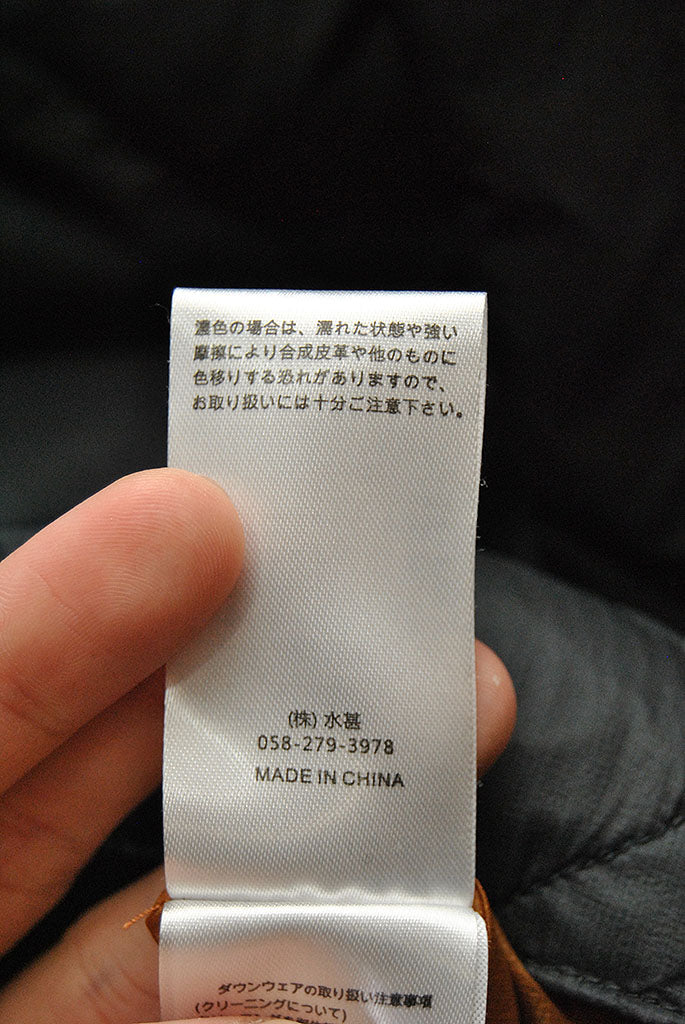 濃色の場合は、濡れた状態や強い
摩擦により合成皮革や他のものに
色移りする恐れがありますので、
お取り扱いには十分ご注意下さい。
(株) 水甚
058-279-3978
MADE IN CHINA
ダウンウェアの取り扱い注意事項
(クリーニングについて)